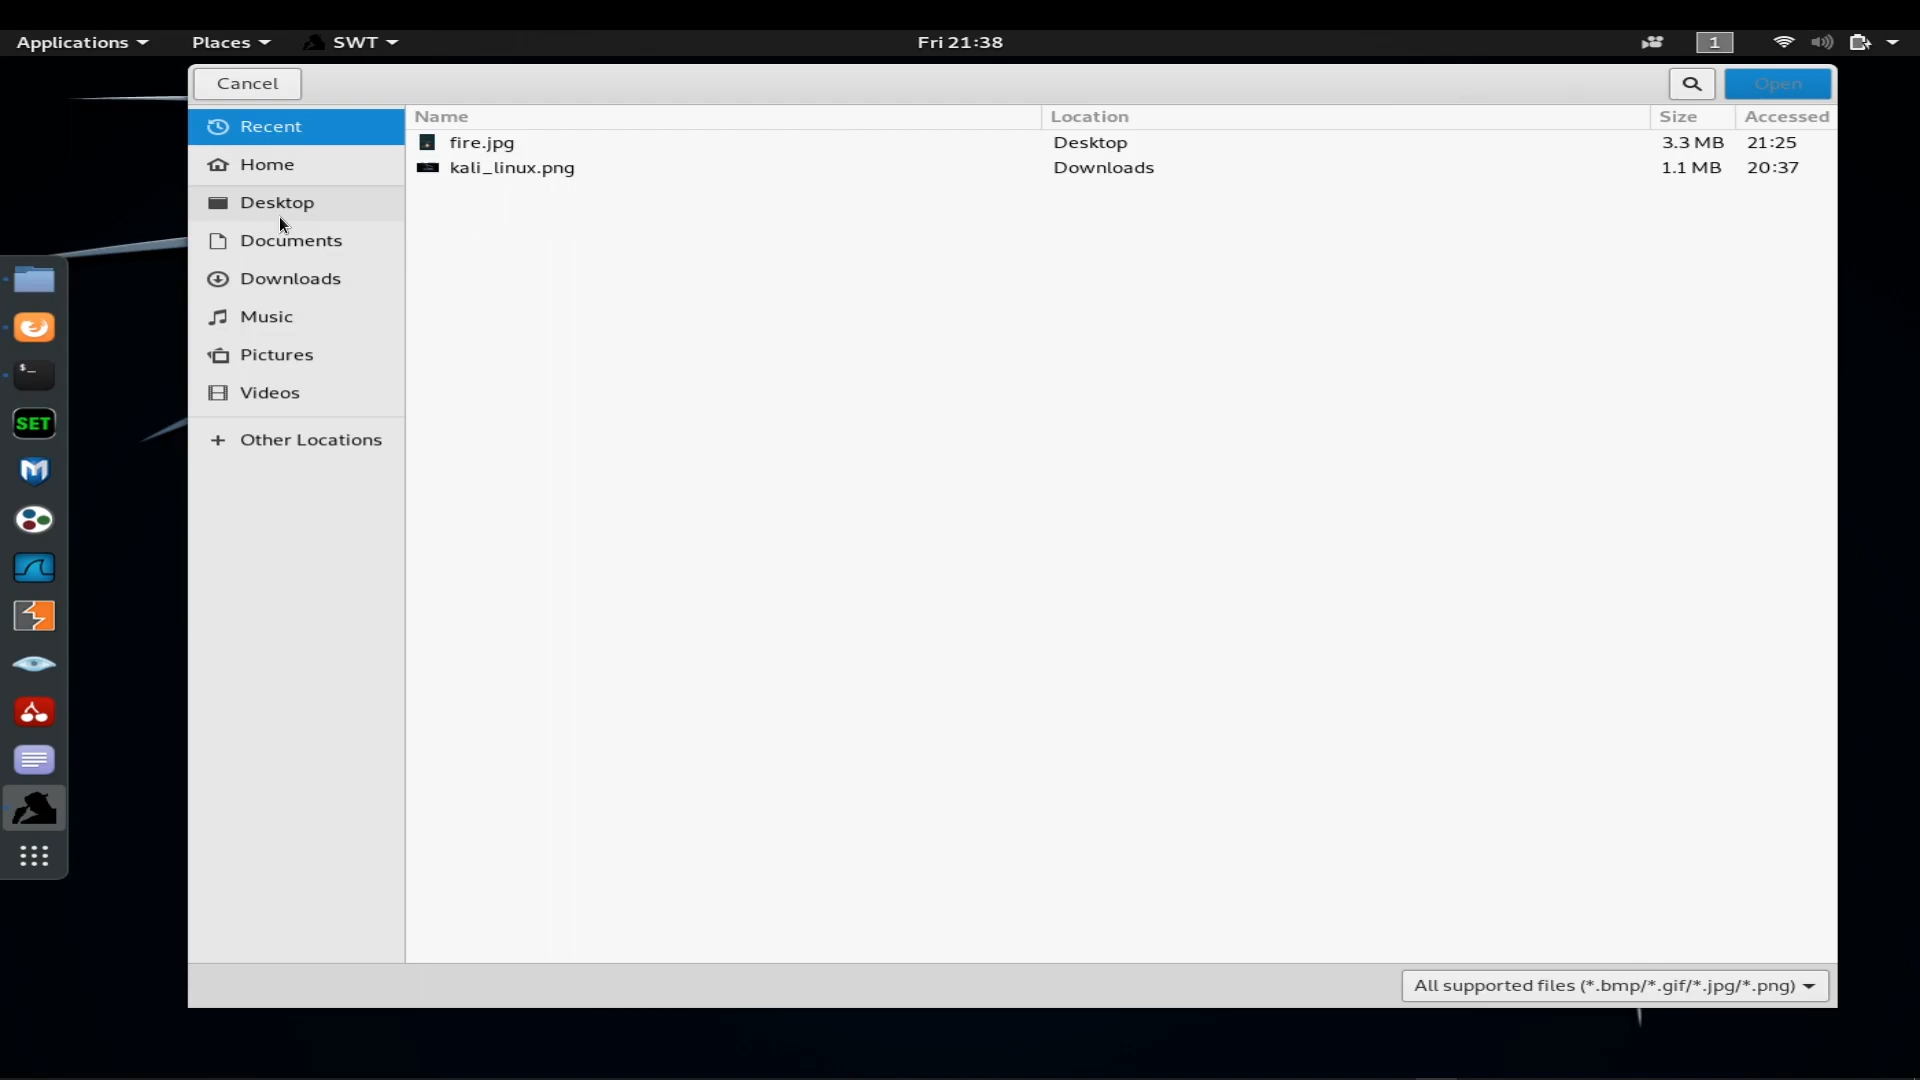 Applications Places SWT Fri 21:38 1
Cancel Open
Recent
Home
Desktop
Documents
Downloads
Music
Pictures
Videos
Other Locations
Name Location Size Accessed
fire.jpg Desktop 3.3 MB 21:25
kali_linux.png Downloads 1.1 MB 20:37
$_
SET
All supported files (*.bmp/*.gif/*.jpg/*.png)